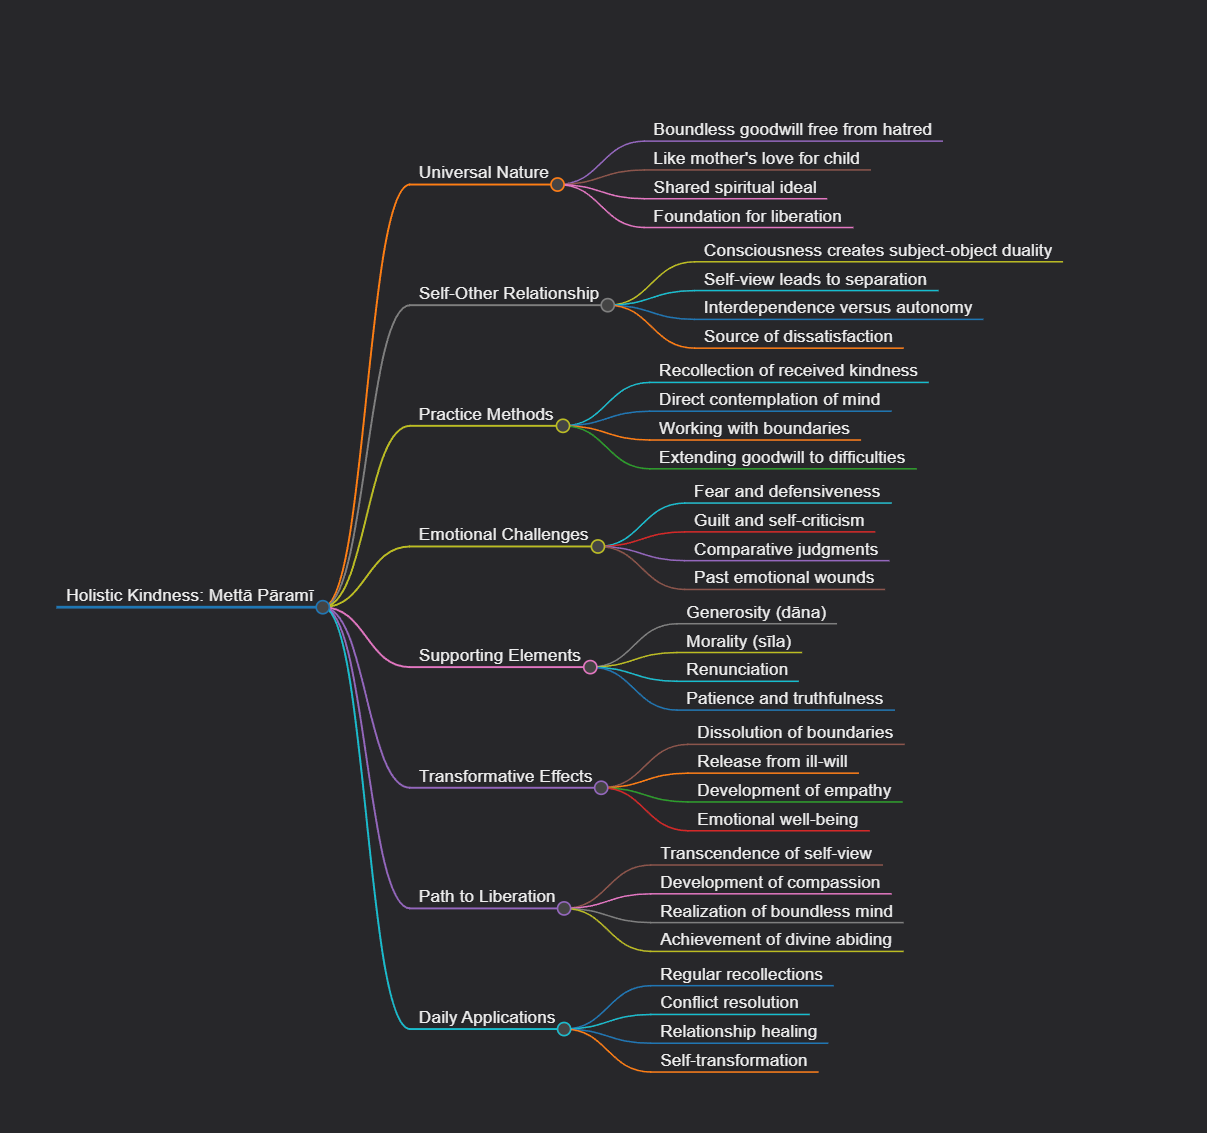 Holistic Kindness: Mettā Pāramī
Universal Nature
Boundless goodwill free from hatred
Like mother's love for child
Shared spiritual ideal
Foundation for liberation
Self-Other Relationship
Consciousness creates subject-object duality
Self-view leads to separation
Interdependence versus autonomy
Source of dissatisfaction
Practice Methods
Recollection of received kindness
Direct contemplation of mind
Working with boundaries
Extending goodwill to difficulties
Emotional Challenges
Fear and defensiveness
Guilt and self-criticism
Comparative judgments
Past emotional wounds
Supporting Elements
Generosity (dāna)
Morality (sīla)
Renunciation
Patience and truthfulness
Transformative Effects
Dissolution of boundaries
Release from ill-will
Development of empathy
Emotional well-being
Path to Liberation
Transcendence of self-view
Development of compassion
Realization of boundless mind
Achievement of divine abiding
Daily Applications
Regular recollections
Conflict resolution
Relationship healing
Self-transformation